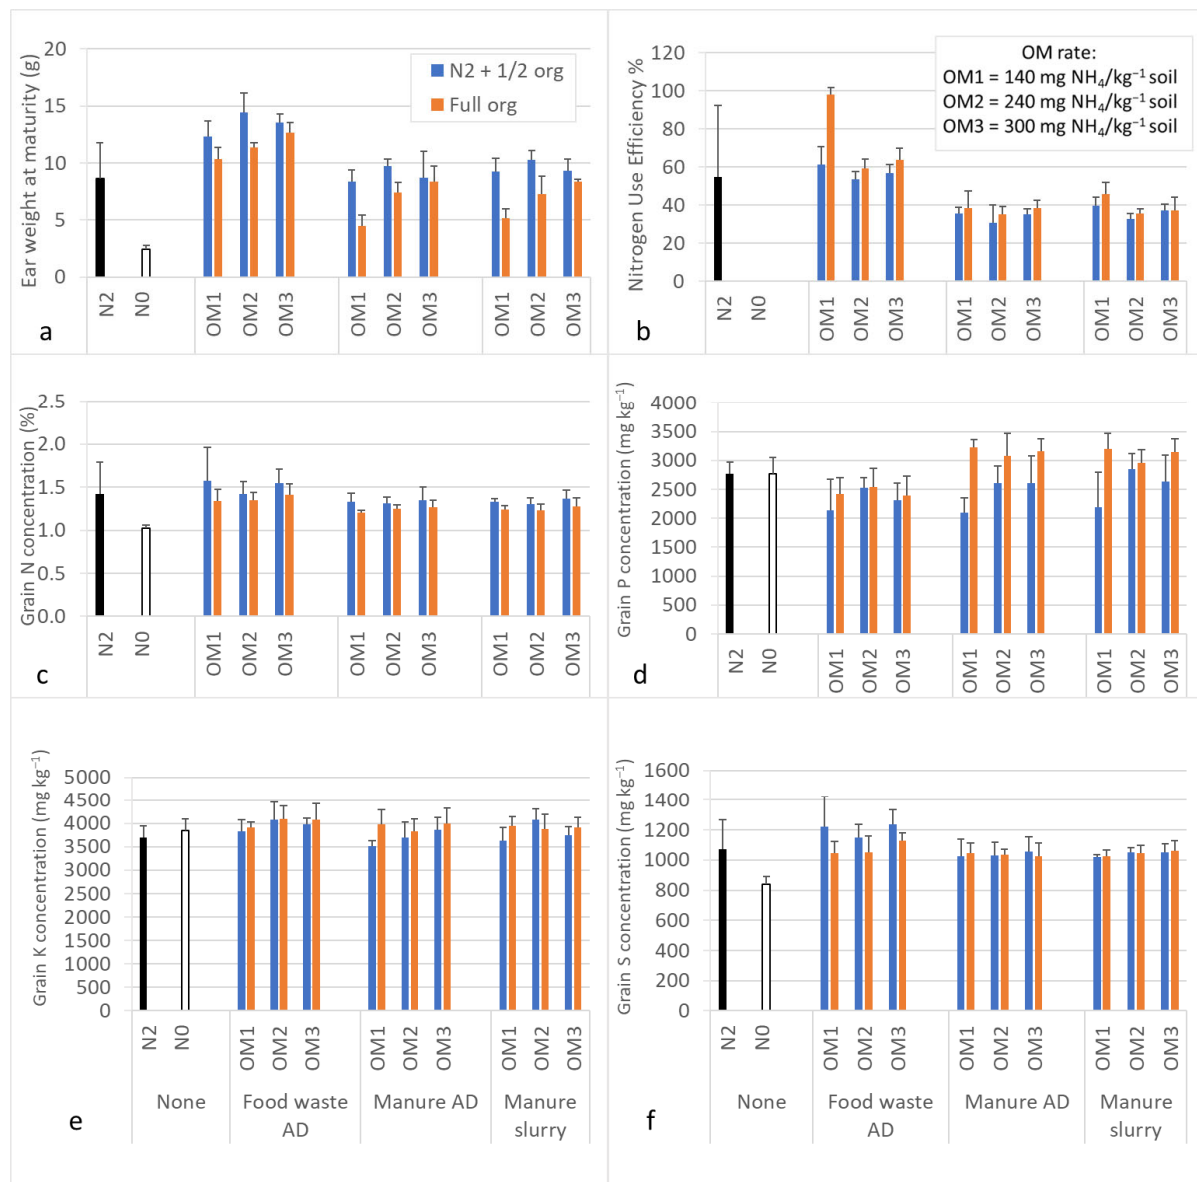 Ear weight at maturity (g)
20
15
10
5
0
N2 + 1/2 org
Full org
N2
N0
OM1
OM2
OM3
OM1
OM2
OM3
OM1
OM2
OM3
a
Nitrogen Use Efficiency %
120
100
80
60
40
20
0
OM rate:
OM1 = 140 mg NH₄/kg⁻¹ soil
OM2 = 240 mg NH₄/kg⁻¹ soil
OM3 = 300 mg NH₄/kg⁻¹ soil
N2
N0
OM1
OM2
OM3
OM1
OM2
OM3
OM1
OM2
OM3
b
Grain N concentration (%)
2.5
2.0
1.5
1.0
0.5
0.0
N2
N0
OM1
OM2
OM3
OM1
OM2
OM3
OM1
OM2
OM3
c
Grain P concentration (mg kg⁻¹)
4000
3500
3000
2500
2000
1500
1000
500
0
N2
N0
OM1
OM2
OM3
OM1
OM2
OM3
OM1
OM2
OM3
d
Grain K concentration (mg kg⁻¹)
5000
4500
4000
3500
3000
2500
2000
1500
1000
500
0
N2
N0
OM1
OM2
OM3
OM1
OM2
OM3
OM1
OM2
OM3
None
Food waste
AD
Manure AD
Manure
slurry
e
Grain S concentration (mg kg⁻¹)
1600
1400
1200
1000
800
600
400
200
0
N2
N0
OM1
OM2
OM3
OM1
OM2
OM3
OM1
OM2
OM3
None
Food waste
AD
Manure AD
Manure
slurry
f